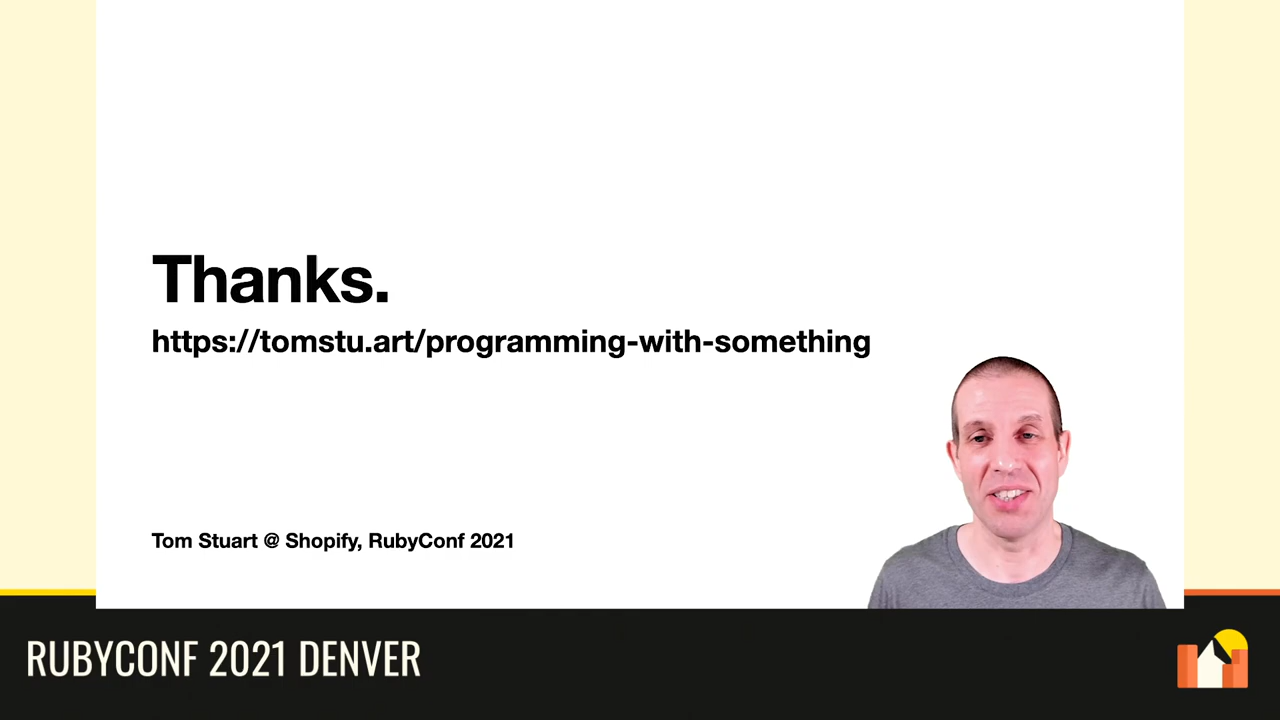 Thanks.
https://tomstu.art/programming-with-something
Tom Stuart @ Shopify, RubyConf 2021
RUBYCONF 2021 DENVER